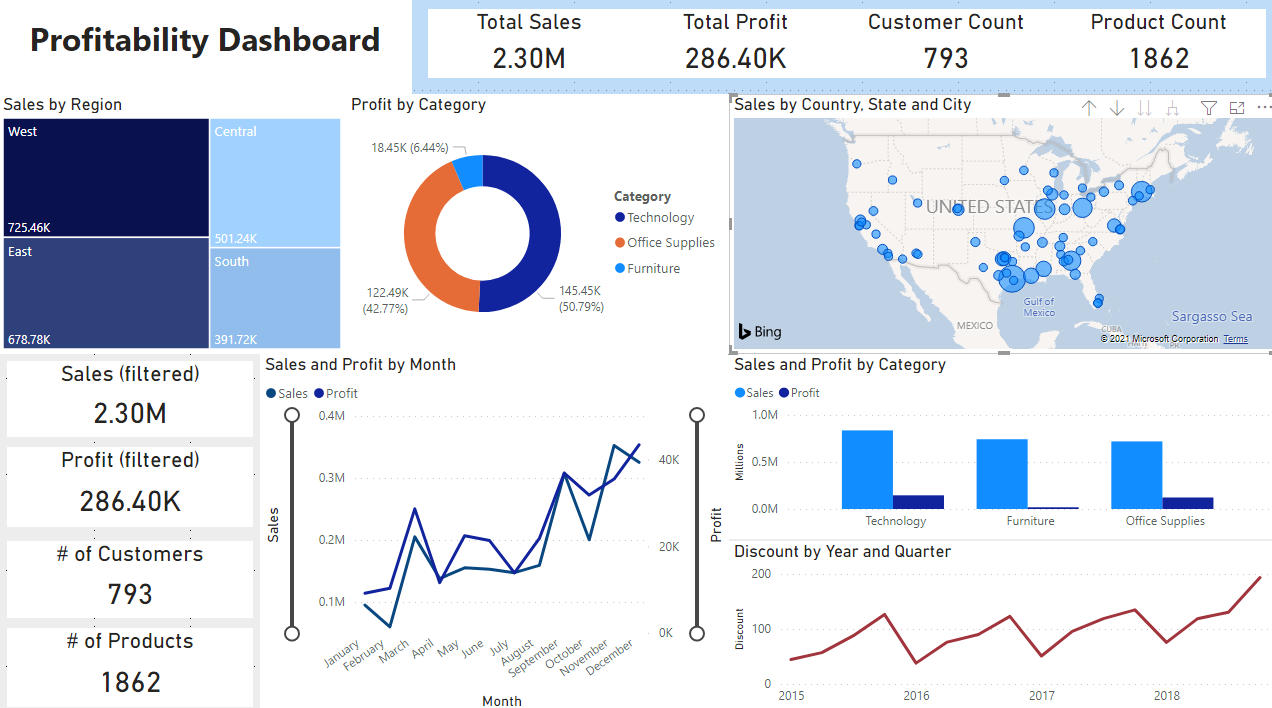 Profitability Dashboard
Total Sales
2.30M
Total Profit
286.40K
Customer Count
793
Product Count
1862
Sales by Region
West
725.46K
Central
501.24K
East
678.78K
South
391.72K
Profit by Category
18.45K (6.44%)
122.49K
(42.77%)
145.45K
(50.79%)
Category
Technology
Office Supplies
Furniture
Sales by Country, State and City
UNITED STATES
Gulf of
Mexico
MEXICO
CUBA
Sargasso Sea
Bing
© 2021 Microsoft Corporation Terms
Sales (filtered)
2.30M
Profit (filtered)
286.40K
# of Customers
793
# of Products
1862
Sales and Profit by Month
Sales Profit
0.4M
0.3M
0.2M
0.1M
Sales
40K
20K
0K
Profit
January
February
March
April
May
June
July
August
September
October
November
December
Month
Sales and Profit by Category
Sales Profit
1.0M
0.5M
0.0M
Millions
Technology
Furniture
Office Supplies
Discount by Year and Quarter
200
100
0
Discount
2015
2016
2017
2018